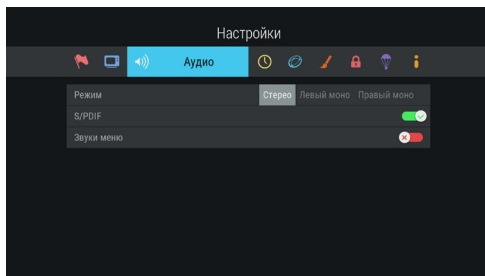 Настройки
Аудио
Режим Стерео Левый моно Правый моно
S/PDIF
Звуки меню